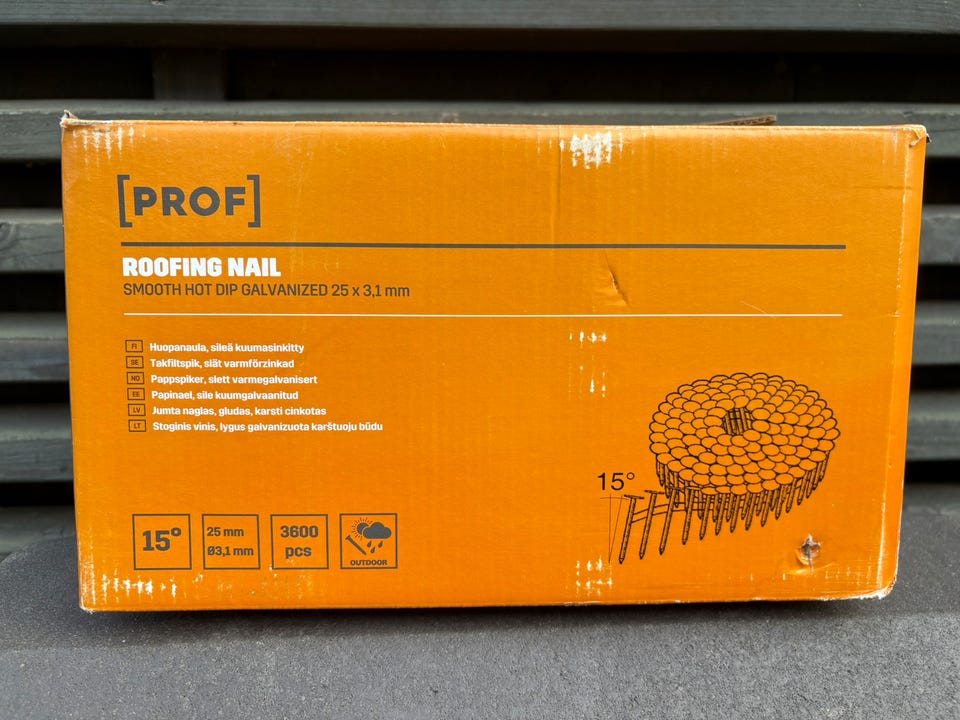 [PROF]
ROOFING NAIL
SMOOTH HOT DIP GALVANIZED 25 x 3,1 mm
FI Huopanaula, sileä kuumasinkitty
SE Takfiltspik, slät varmförzinkad
NO Pappspiker, slett varmegalvanisert
EE Papinael, sile kuumgalvaanitud
LV Jumta naglas, gludas, karsti cinkotas
LT Stoginis vinis, lygus galvanizuota karštuoju būdu
15°
15°
25 mm
Ø3,1 mm
3600
pcs
OUTDOOR